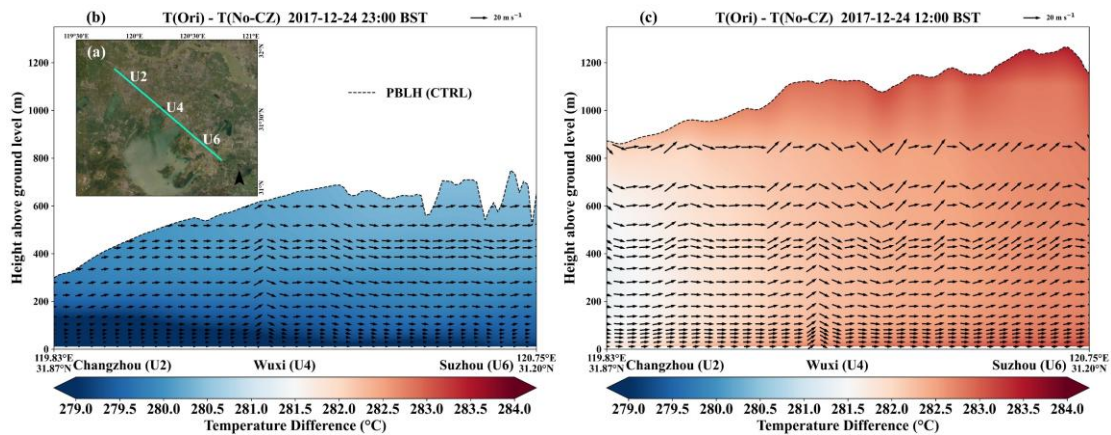 (b) T(Ori) - T(No-CZ) 2017-12-24 23:00 BST 20 m s⁻¹
119°30'E 120°E 120°30'E 121°E
(a)
32°N
31°30'N
31°N
U2
U4
U6
PBLH (CTRL)
Height above ground level (m)
1200
1000
800
600
400
200
0
119.83°E
31.87°N
Changzhou (U2) Wuxi (U4) Suzhou (U6)
120.75°E
31.20°N
279.0 279.5 280.0 280.5 281.0 281.5 282.0 282.5 283.0 283.5 284.0
Temperature Difference (°C)
(c) T(Ori) - T(No-CZ) 2017-12-24 12:00 BST 20 m s⁻¹
Height above ground level (m)
1200
1000
800
600
400
200
0
119.83°E
31.87°N
Changzhou (U2) Wuxi (U4) Suzhou (U6)
120.75°E
31.20°N
279.0 279.5 280.0 280.5 281.0 281.5 282.0 282.5 283.0 283.5 284.0
Temperature Difference (°C)